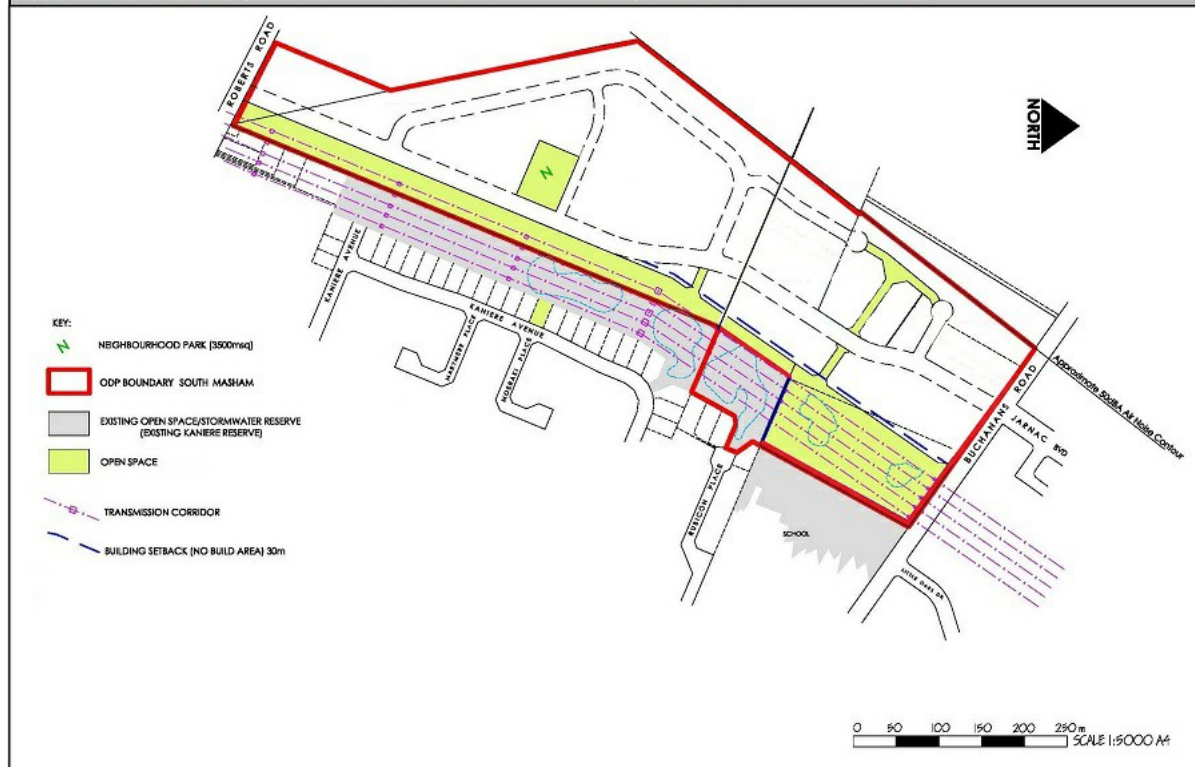 ROBERTS ROAD
NORTH
N
KANIERE AVENUE
KANIERE AVENUE
MARYMERE PLACE
MOERAKI PLACE
Approximate 50dBA Air Noise Contour
BUCHANANS ROAD
JARNAC BVD
RUBICON PLACE
SCHOOL
KEY:
N NEIGHBOURHOOD PARK (3500msq)
ODP BOUNDARY SOUTH MASHAM
EXISTING OPEN SPACE/STORMWATER RESERVE
(EXISTING KANIERE RESERVE)
OPEN SPACE
TRANSMISSION CORRIDOR
BUILDING SETBACK (NO BUILD AREA) 30m
0 50 100 150 200 250 m
SCALE 1:5000 A4